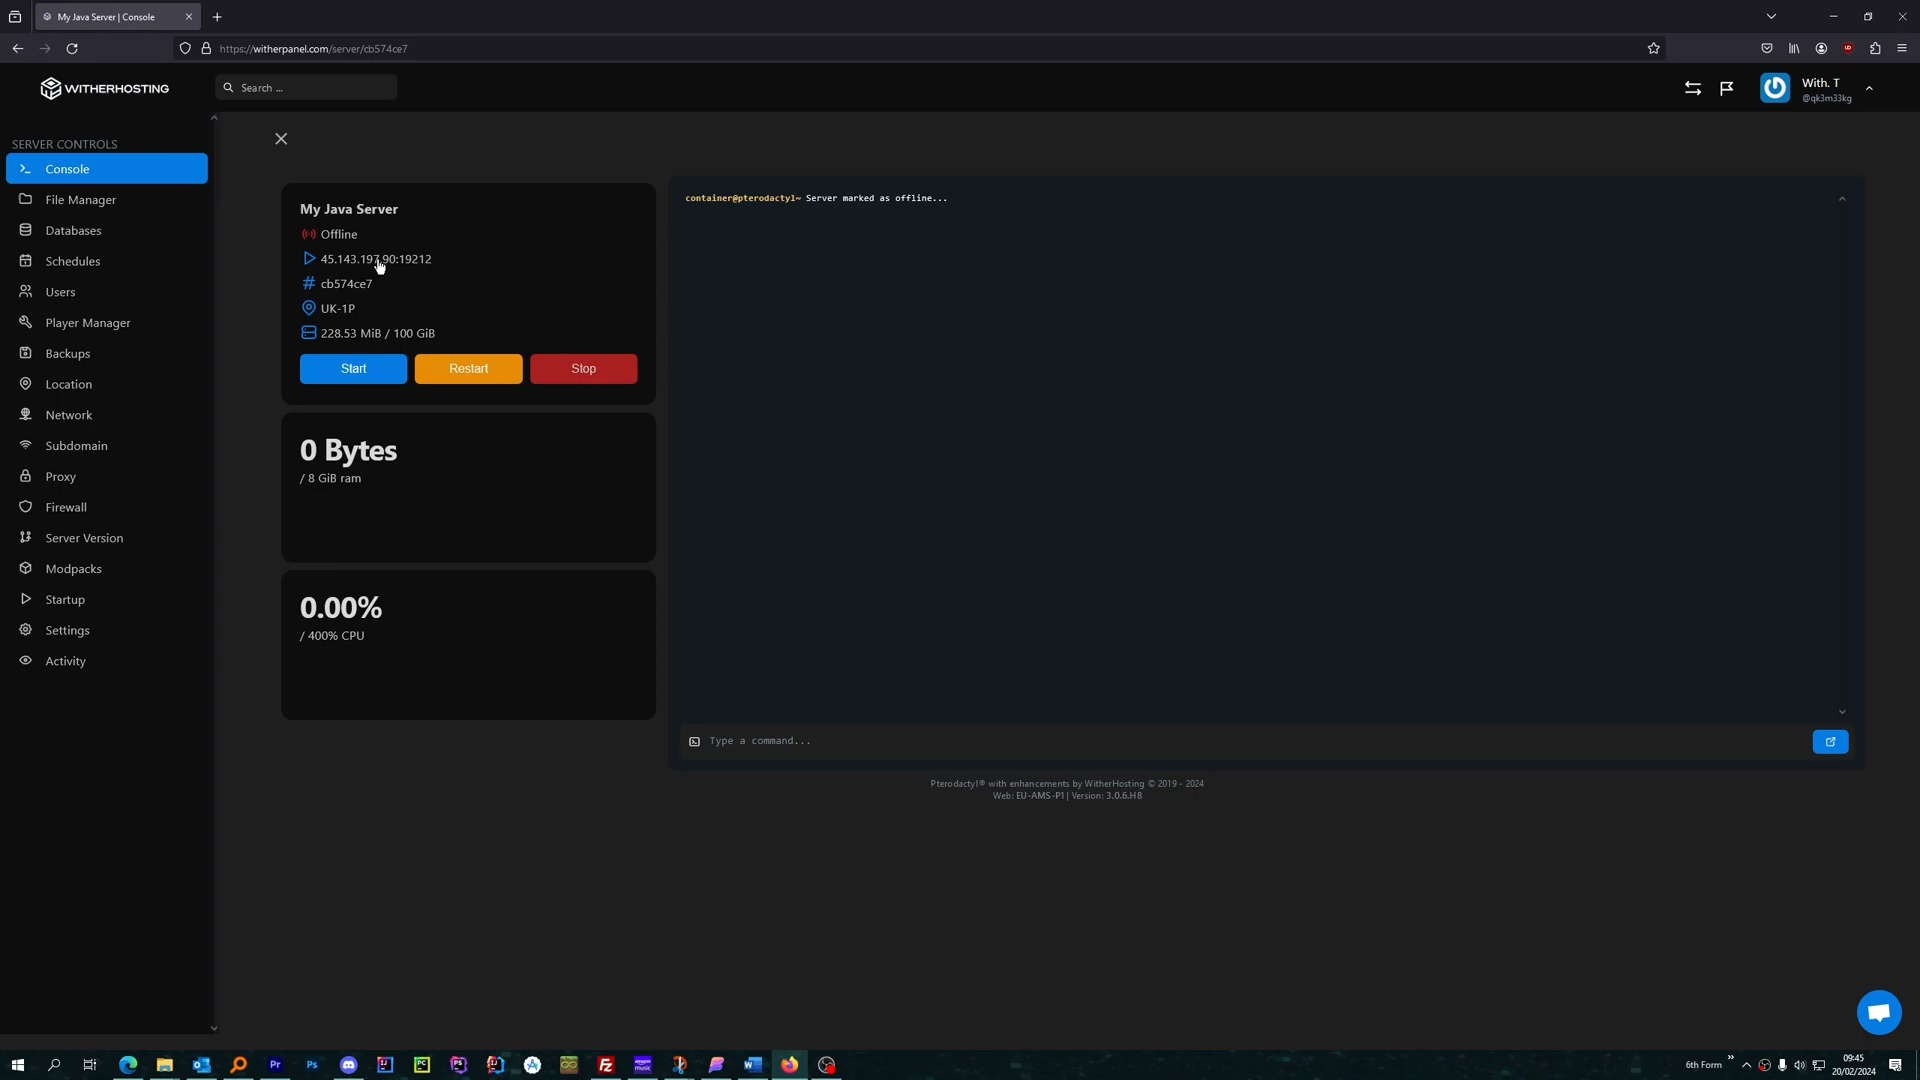 My Java Server | Console
https://witherpanel.com/server/cb574ce7
WITHERHOSTING
Search ...
With. T
@qk3m33kg
SERVER CONTROLS
Console
File Manager
Databases
Schedules
Users
Player Manager
Backups
Location
Network
Subdomain
Proxy
Firewall
Server Version
Modpacks
Startup
Settings
Activity
My Java Server
Offline
45.143.197.90:19212
cb574ce7
UK-1P
228.53 MiB / 100 GiB
Start
Restart
Stop
0 Bytes
/ 8 GiB ram
0.00%
/ 400% CPU
container@pterodactyl~ Server marked as offline...
Type a command...
Pterodactyl® with enhancements by WitherHosting © 2019 - 2024
Web: EU-AMS-P1 | Version: 3.0.6.H8
6th Form
09:45
20/02/2024